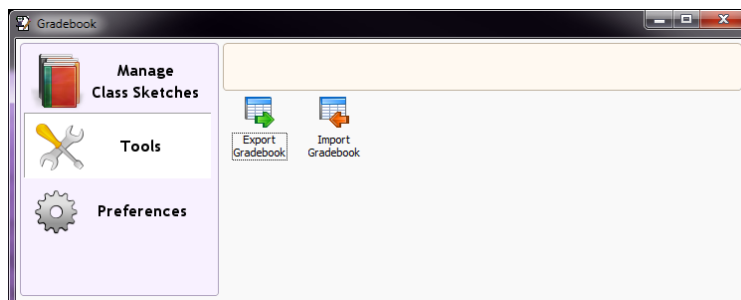 Gradebook
Manage
Class Sketches
Tools
Preferences
Export
Gradebook
Import
Gradebook